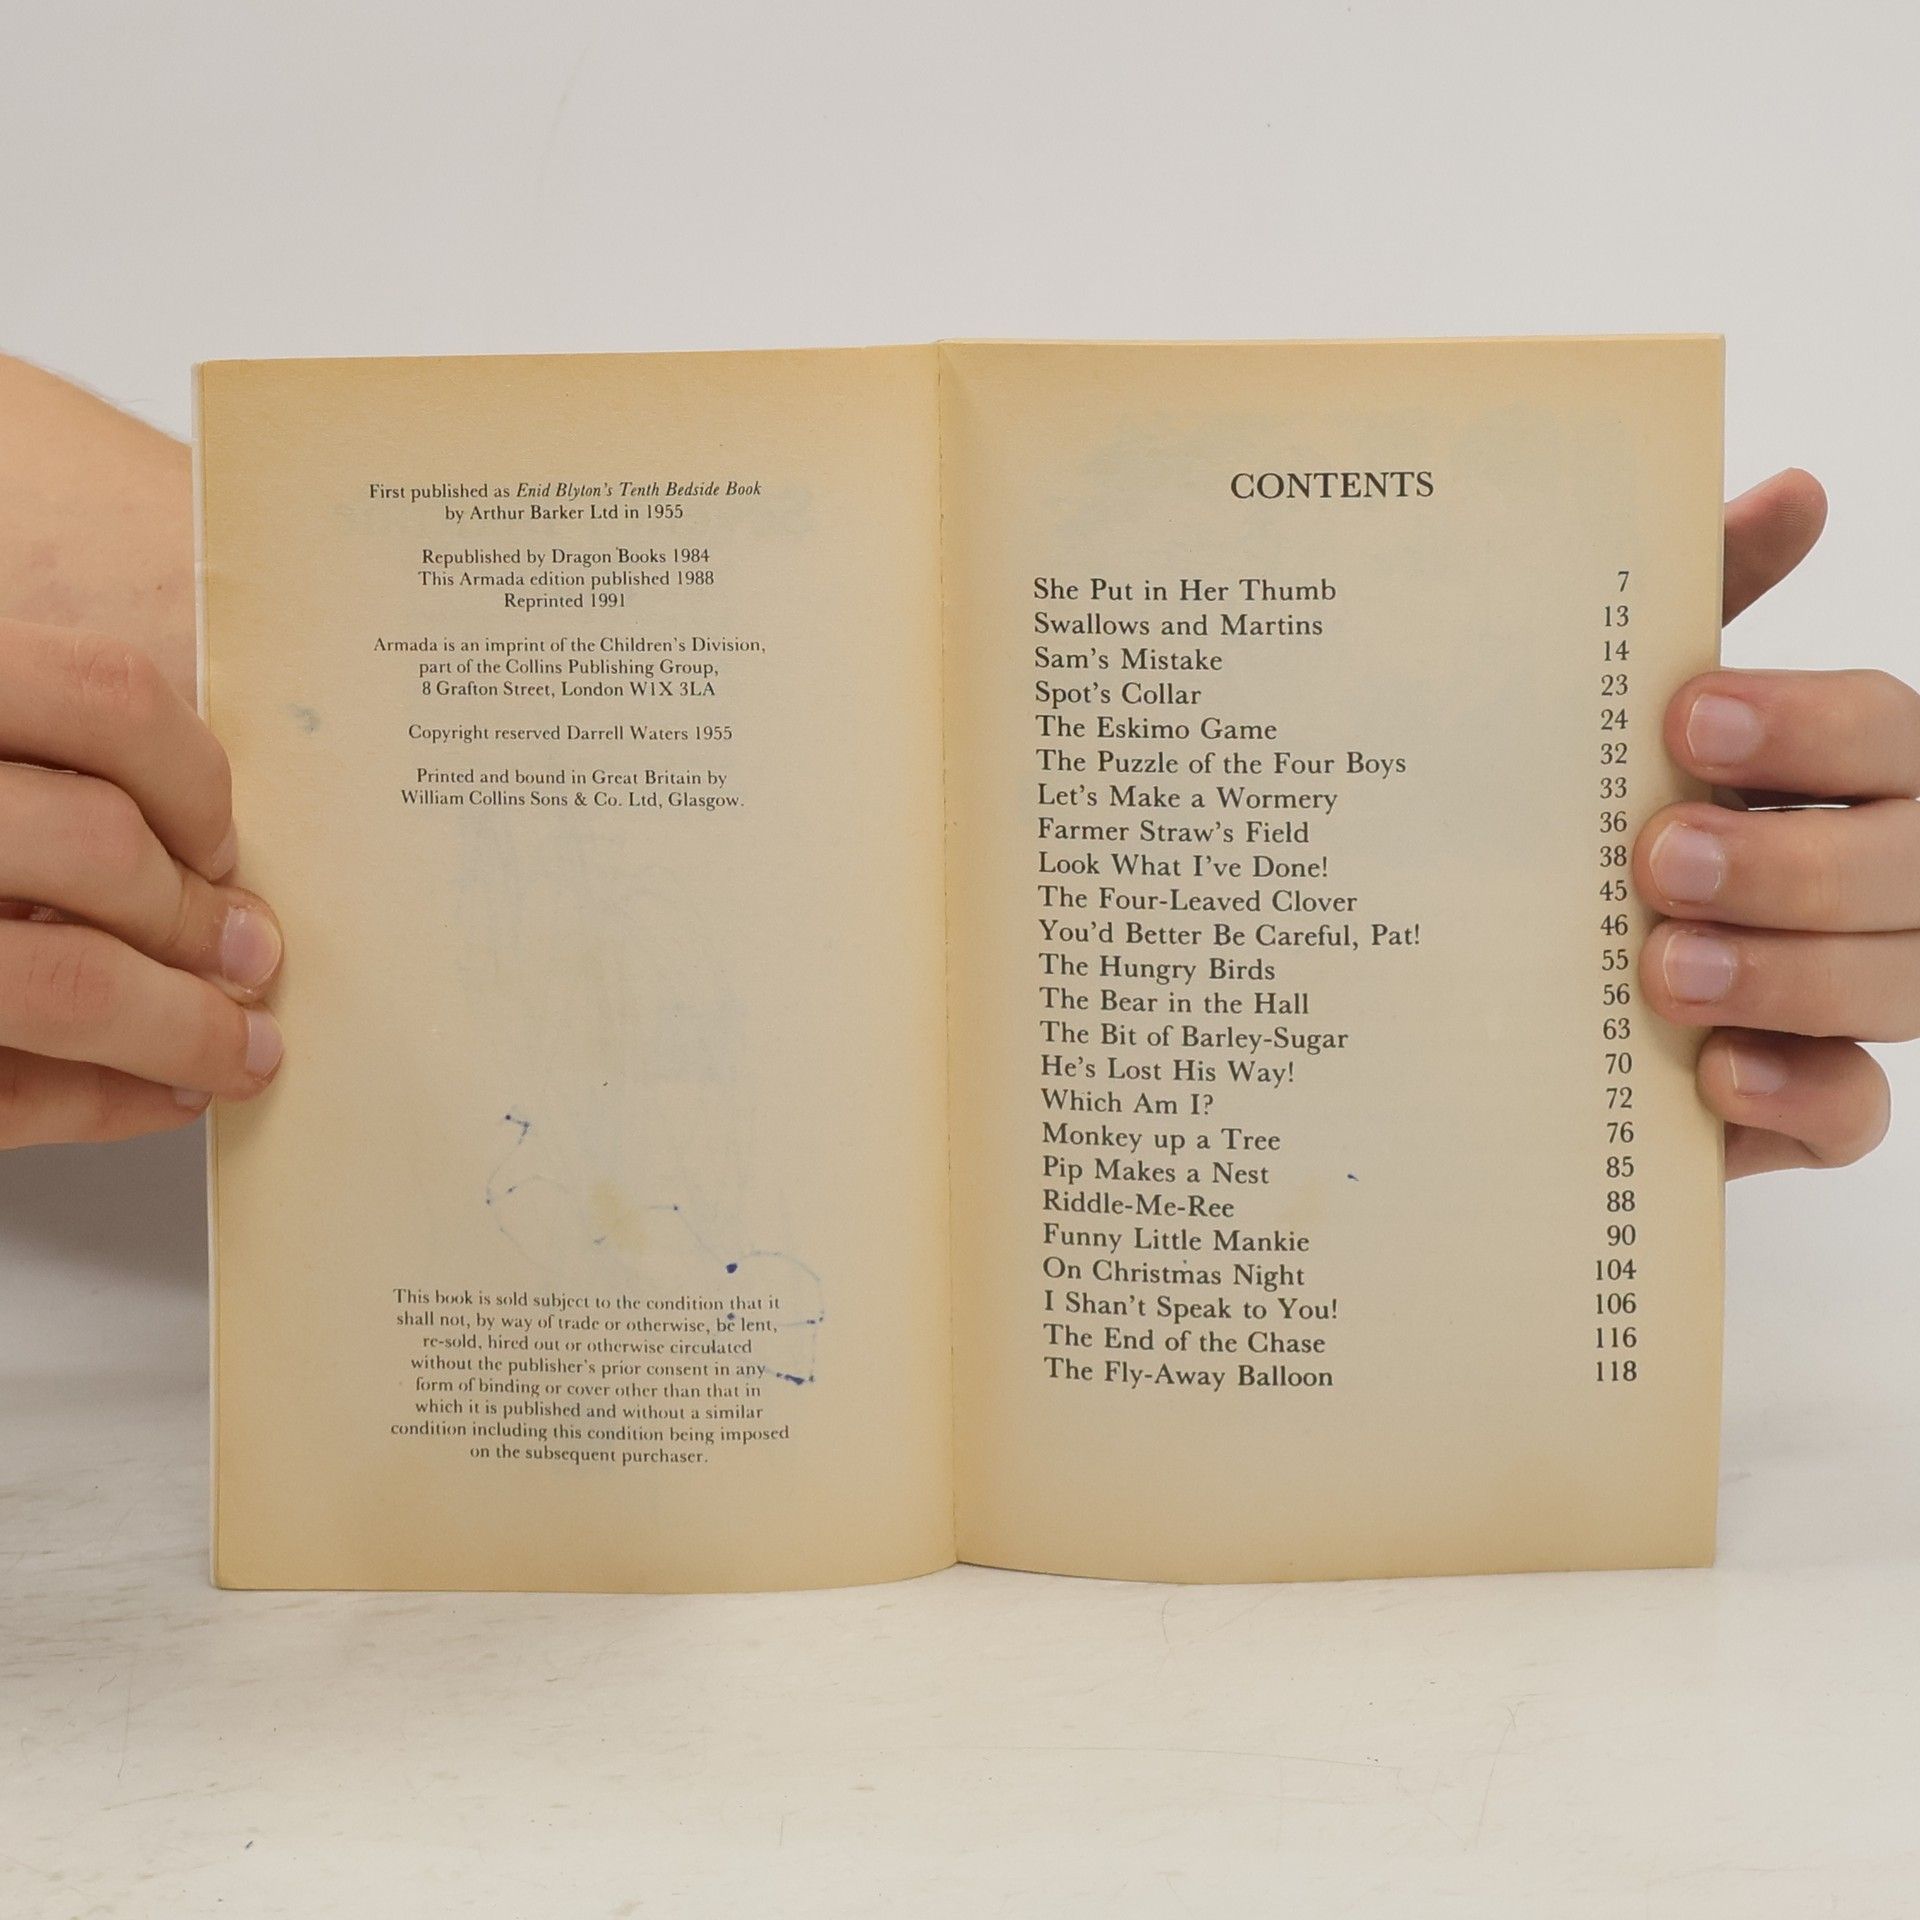 First published as Enid Blyton's Tenth Bedside Book
by Arthur Barker Ltd in 1955
Republished by Dragon Books 1984
This Armada edition published 1988
Reprinted 1991
Armada is an imprint of the Children's Division,
part of the Collins Publishing Group,
8 Grafton Street, London W1X 3LA
Copyright reserved Darrell Waters 1955
Printed and bound in Great Britain by
William Collins Sons & Co. Ltd, Glasgow.
This book is sold subject to the condition that it
shall not, by way of trade or otherwise, be lent,
re-sold, hired out or otherwise circulated
without the publisher's prior consent in any
form of binding or cover other than that in
which it is published and without a similar
condition including this condition being imposed
on the subsequent purchaser.
CONTENTS
She Put in Her Thumb 7
Swallows and Martins 13
Sam's Mistake 14
Spot's Collar 23
The Eskimo Game 24
The Puzzle of the Four Boys 32
Let's Make a Wormery 33
Farmer Straw's Field 36
Look What I've Done! 38
The Four-Leaved Clover 45
You'd Better Be Careful, Pat! 46
The Hungry Birds 55
The Bear in the Hall 56
The Bit of Barley-Sugar 63
He's Lost His Way! 70
Which Am I? 72
Monkey up a Tree 76
Pip Makes a Nest 85
Riddle-Me-Ree 88
Funny Little Mankie 90
On Christmas Night 104
I Shan't Speak to You! 106
The End of the Chase 116
The Fly-Away Balloon 118